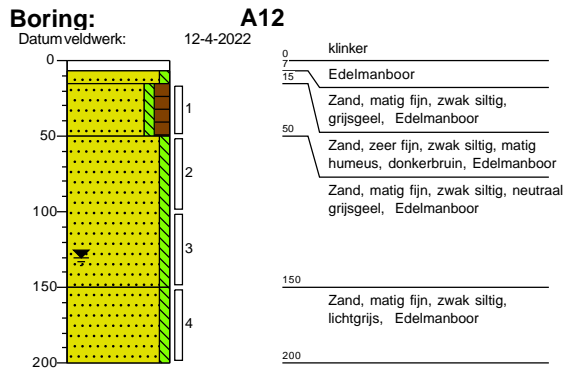 Boring: A12
Datum veldwerk: 12-4-2022
0
50
100
150
200
1
2
3
4
0
klinker
7
Edelmanboor
15
Zand, matig fijn, zwak siltig,
grijsgeel, Edelmanboor
50
Zand, zeer fijn, zwak siltig, matig
humeus, donkerbruin, Edelmanboor
Zand, matig fijn, zwak siltig, neutraal
grijsgeel, Edelmanboor
150
Zand, matig fijn, zwak siltig,
lichtgrijs, Edelmanboor
200